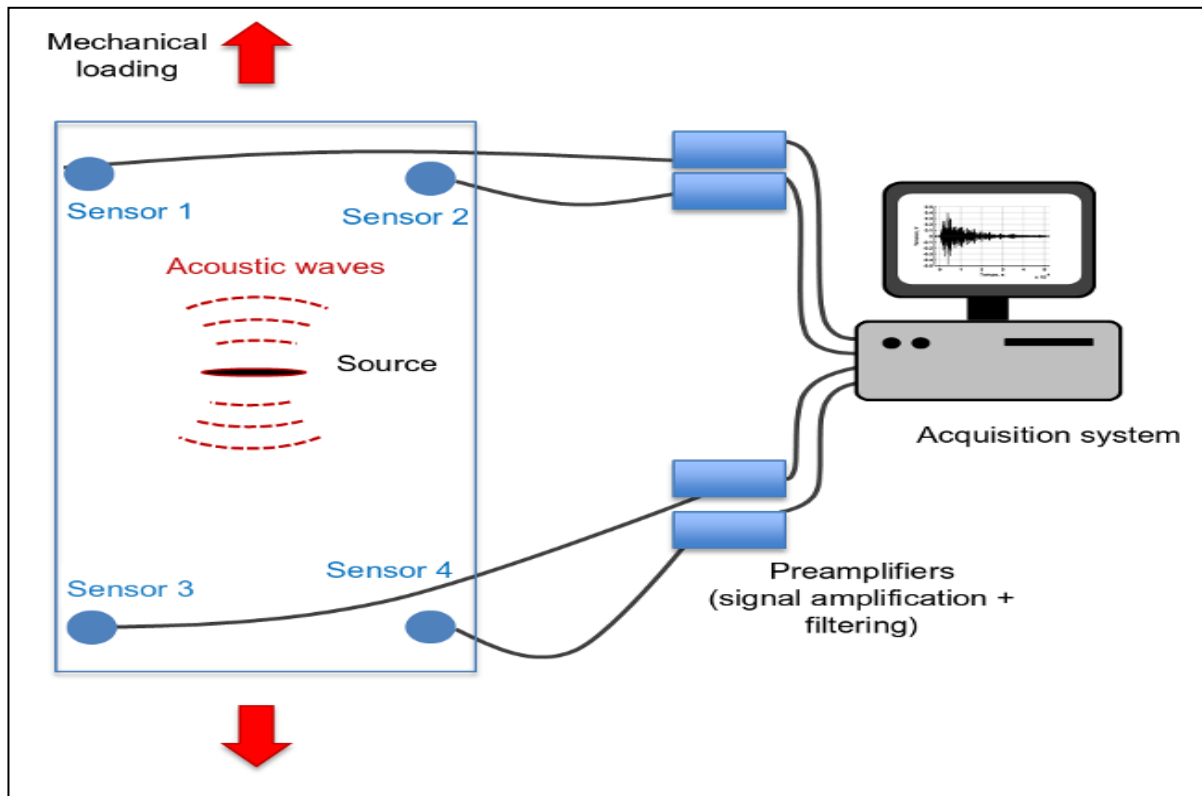 Mechanical
loading
Sensor 1
Sensor 2
Acoustic waves
Source
Acquisition system
Sensor 3
Sensor 4
Preamplifiers
(signal amplification +
filtering)